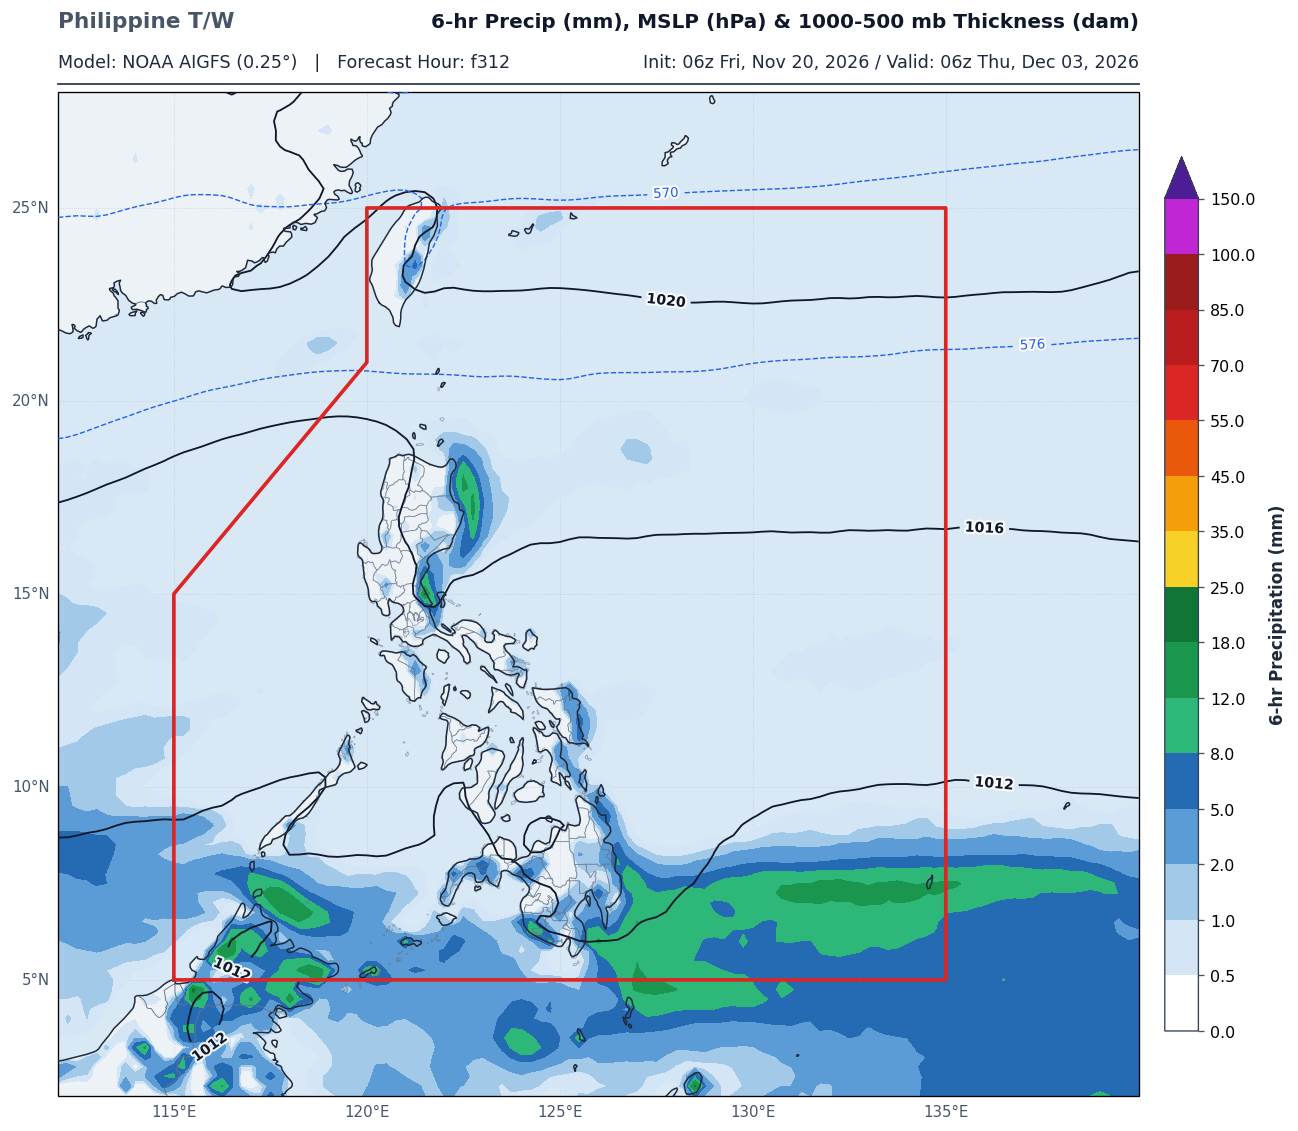 Philippine T/W
6-hr Precip (mm), MSLP (hPa) & 1000-500 mb Thickness (dam)
Model: NOAA AIGFS (0.25°) | Forecast Hour: f312
Init: 06z Fri, Nov 20, 2026 / Valid: 06z Thu, Dec 03, 2026
25°N
20°N
15°N
10°N
5°N
570
1020
576
1016
1012
1012
1012
115°E
120°E
125°E
130°E
135°E
150.0
100.0
85.0
70.0
55.0
45.0
35.0
25.0
18.0
12.0
8.0
5.0
2.0
1.0
0.5
0.0
6-hr Precipitation (mm)